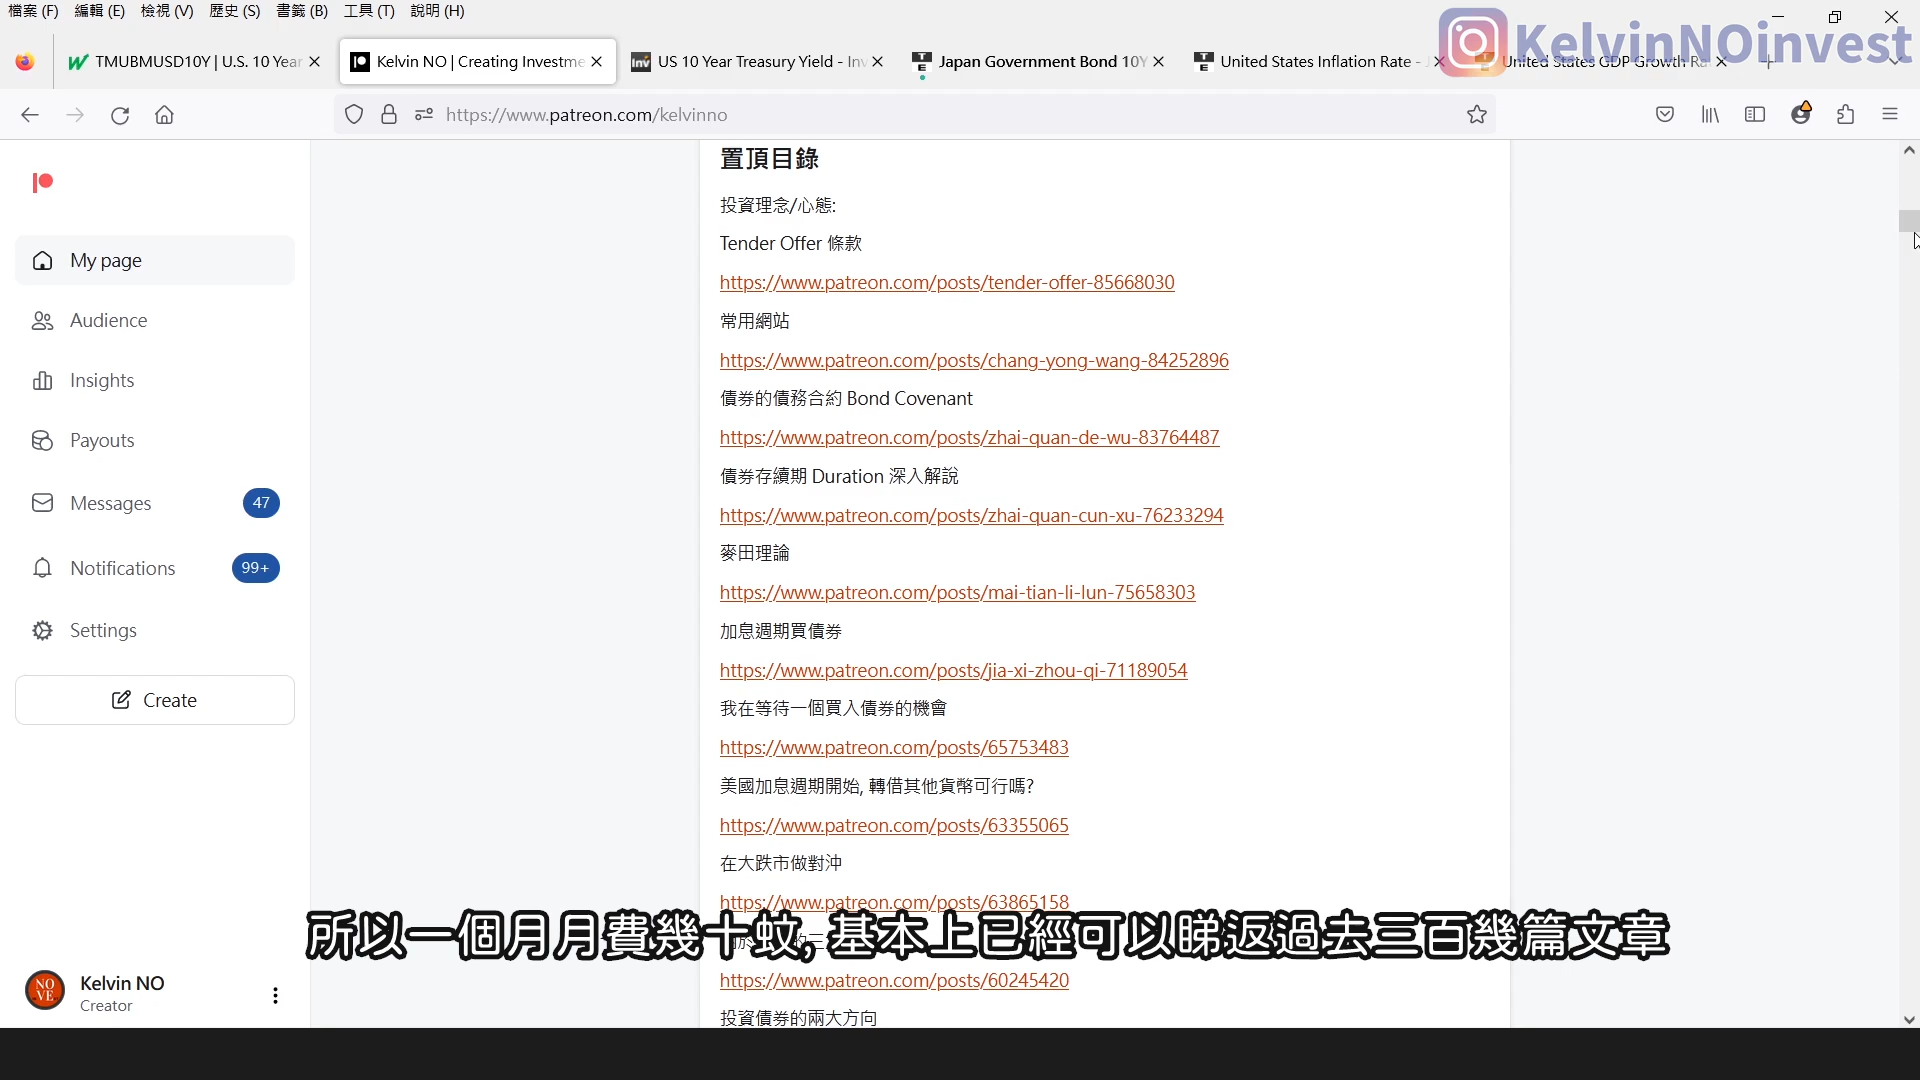 檔案 (F) 編輯 (E) 檢視 (V) 歷史 (S) 書籤 (B) 工具 (T) 說明 (H)
KelvinNOinvest
TMUBMUSD10Y | U.S. 10 Year
Kelvin NO | Creating Investme
US 10 Year Treasury Yield - Inv
Japan Government Bond 10Y
United States Inflation Rate - J
United States GDP Growth Ra
https://www.patreon.com/kelvinno
My page
Audience
Insights
Payouts
Messages 47
Notifications 99+
Settings
Create
NO VE
Kelvin NO
Creator
置頂目錄
投資理念/心態:
Tender Offer 條款
https://www.patreon.com/posts/tender-offer-85668030
常用網站
https://www.patreon.com/posts/chang-yong-wang-84252896
債券的債務合約 Bond Covenant
https://www.patreon.com/posts/zhai-quan-de-wu-83764487
債券存續期 Duration 深入解說
https://www.patreon.com/posts/zhai-quan-cun-xu-76233294
麥田理論
https://www.patreon.com/posts/mai-tian-li-lun-75658303
加息週期買債券
https://www.patreon.com/posts/jia-xi-zhou-qi-71189054
我在等待一個買入債券的機會
https://www.patreon.com/posts/65753483
美國加息週期開始, 轉借其他貨幣可行嗎?
https://www.patreon.com/posts/63355065
在大跌市做對沖
https://www.patreon.com/posts/63865158
所以一個月月費幾十蚊, 基本上已經可以睇返過去三百幾篇文章
https://www.patreon.com/posts/60245420
投資債券的兩大方向